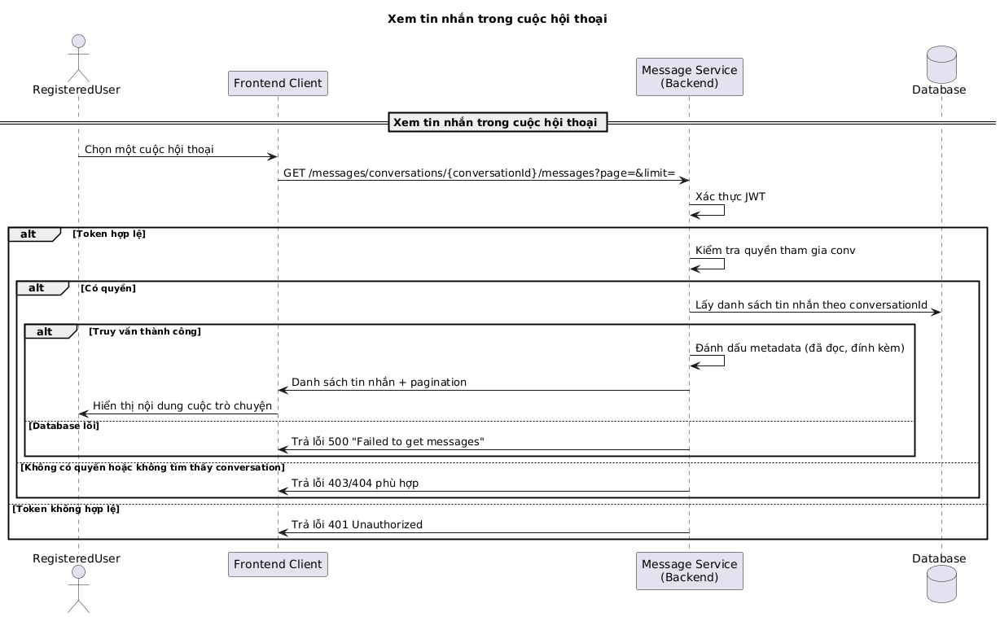 Xem tin nhắn trong cuộc hội thoại
RegisteredUser
Frontend Client
Message Service
(Backend)
Database
Xem tin nhắn trong cuộc hội thoại
Chọn một cuộc hội thoại
GET /messages/conversations/{conversationId}/messages?page=&limit=
Xác thực JWT
alt [Token hợp lệ]
Kiểm tra quyền tham gia conv
alt [Có quyền]
Lấy danh sách tin nhắn theo conversationId
alt [Truy vấn thành công]
Đánh dấu metadata (đã đọc, đính kèm)
Danh sách tin nhắn + pagination
Hiển thị nội dung cuộc trò chuyện
[Database lỗi]
Trả lỗi 500 "Failed to get messages"
[Không có quyền hoặc không tìm thấy conversation]
Trả lỗi 403/404 phù hợp
[Token không hợp lệ]
Trả lỗi 401 Unauthorized
RegisteredUser
Frontend Client
Message Service
(Backend)
Database